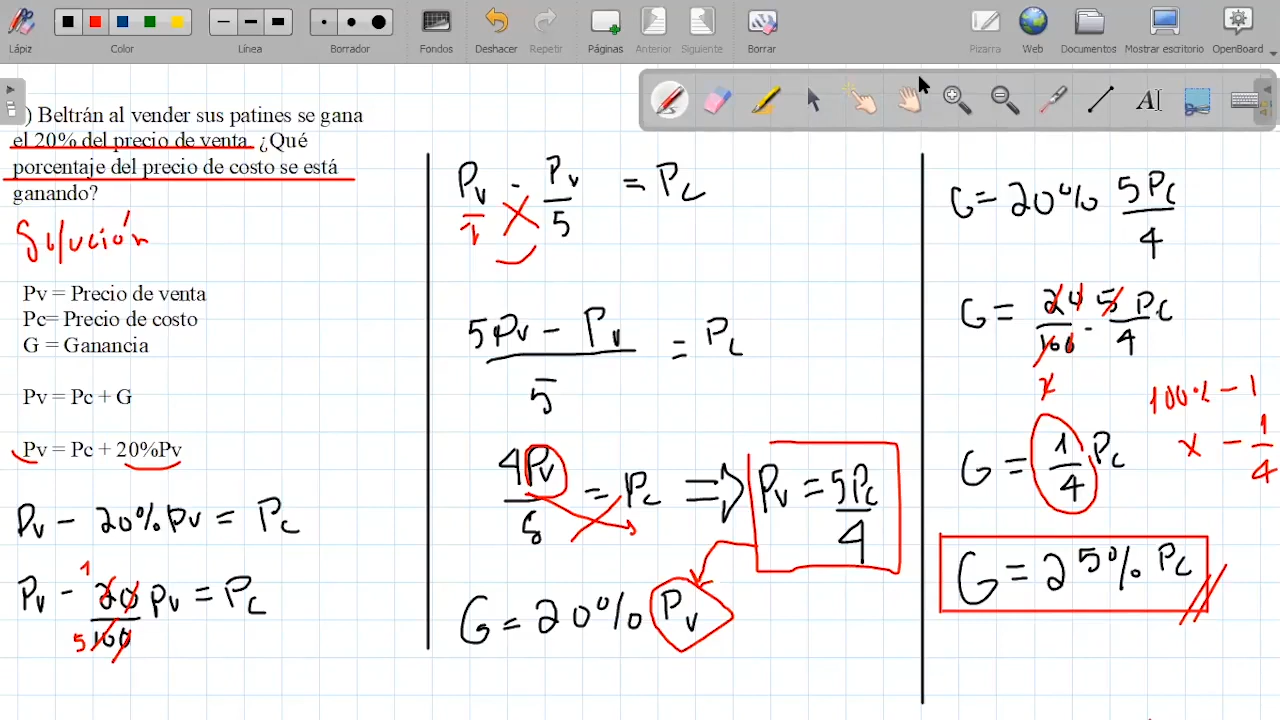 Lápiz
Color
Línea
Borrador
Fondos
Deshacer
Repetir
Páginas
Anterior
Siguiente
Borrar
Pizarra
Web
Documentos
Mostrar escritorio
OpenBoard
) Beltrán al vender sus patines se gana
el 20% del precio de venta. ¿Qué
porcentaje del precio de costo se está
ganando?
Solución
Pv = Precio de venta
Pc= Precio de costo
G = Ganancia
Pv = Pc + G
Pv = Pc + 20%Pv
Pv - 20% Pv = Pc
1
Pv - 20/100 Pv = Pc
5
Pv/1 - Pv/5 = Pc
5Pv - Pv / 5 = Pc
4Pv/5 = Pc ⇒ Pv = 5Pc/4
G = 20% Pv
G = 20% 5Pc/4
G = 20/100 · 5Pc/4
100% - 1
G = 1/4 Pc
x - 1/4
G = 25% Pc